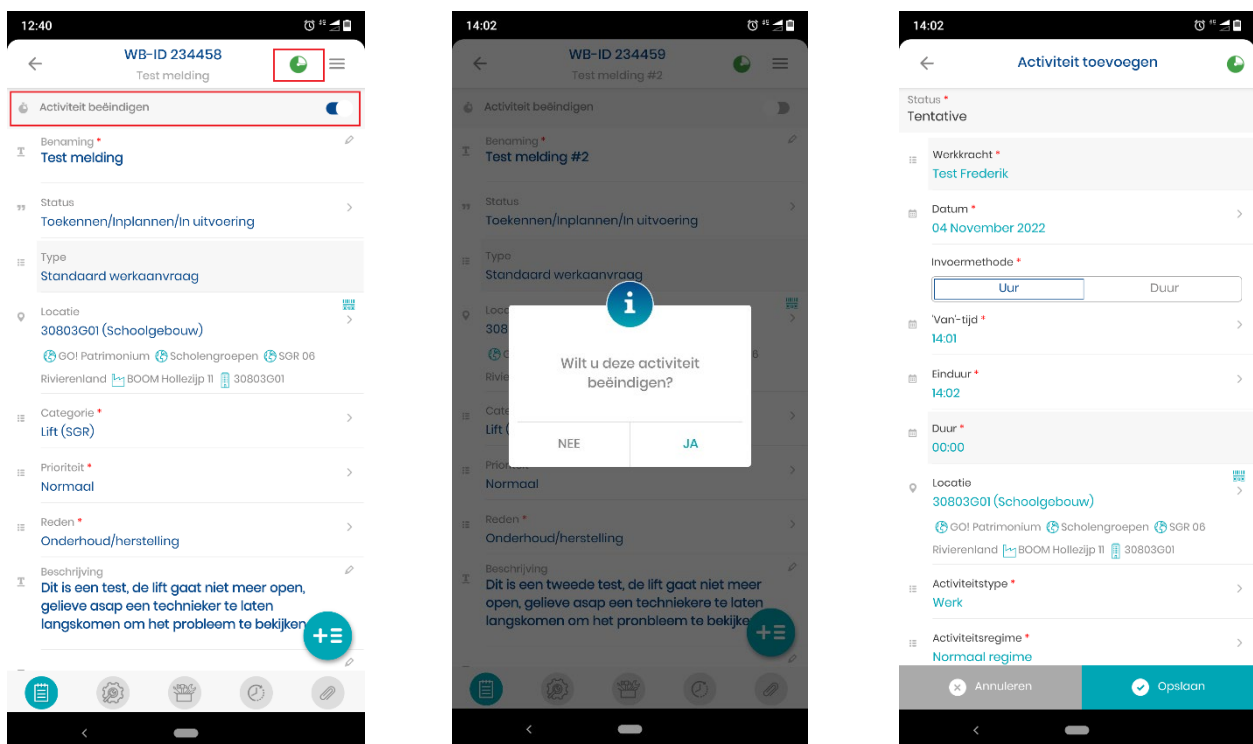 12:40
WB-ID 234458
Test melding
Activiteit beëindigen
Benaming *
Test melding
Status
Toekennen/Inplannen/In uitvoering
Type
Standaard werkaanvraag
Locatie
30803G01 (Schoolgebouw)
GO! Patrimonium Scholengroepen SGR 06
Rivierenland BOOM Hollezijp 11 30803G01
Categorie *
Lift (SGR)
Prioriteit *
Normaal
Reden *
Onderhoud/herstelling
Beschrijving
Dit is een test, de lift gaat niet meer open,
gelieve asap een technieker te laten
langskomen om het probleem te bekijken
14:02
WB-ID 234459
Test melding #2
Activiteit beëindigen
Benaming *
Test melding #2
Status
Toekennen/Inplannen/In uitvoering
Type
Standaard werkaanvraag
Loc
308
Rivie
Wilt u deze activiteit
beëindigen?
NEE
JA
Cate
Lift (
Prior
Normaal
Reden *
Onderhoud/herstelling
Beschrijving
Dit is een tweede test, de lift gaat niet meer
open, gelieve asap een techniekere te laten
langskomen om het pronbleem te bekijke
14:02
Activiteit toevoegen
Status *
Tentative
Werkkracht *
Test Frederik
Datum *
04 November 2022
Invoermethode *
Uur
Duur
'Van'-tijd *
14:01
Einduur *
14:02
Duur *
00:00
Locatie
30803G01 (Schoolgebouw)
GO! Patrimonium Scholengroepen SGR 06
Rivierenland BOOM Hollezijp 11 30803G01
Activiteitstype *
Werk
Activiteitsregime *
Normaal regime
Annuleren
Opslaan